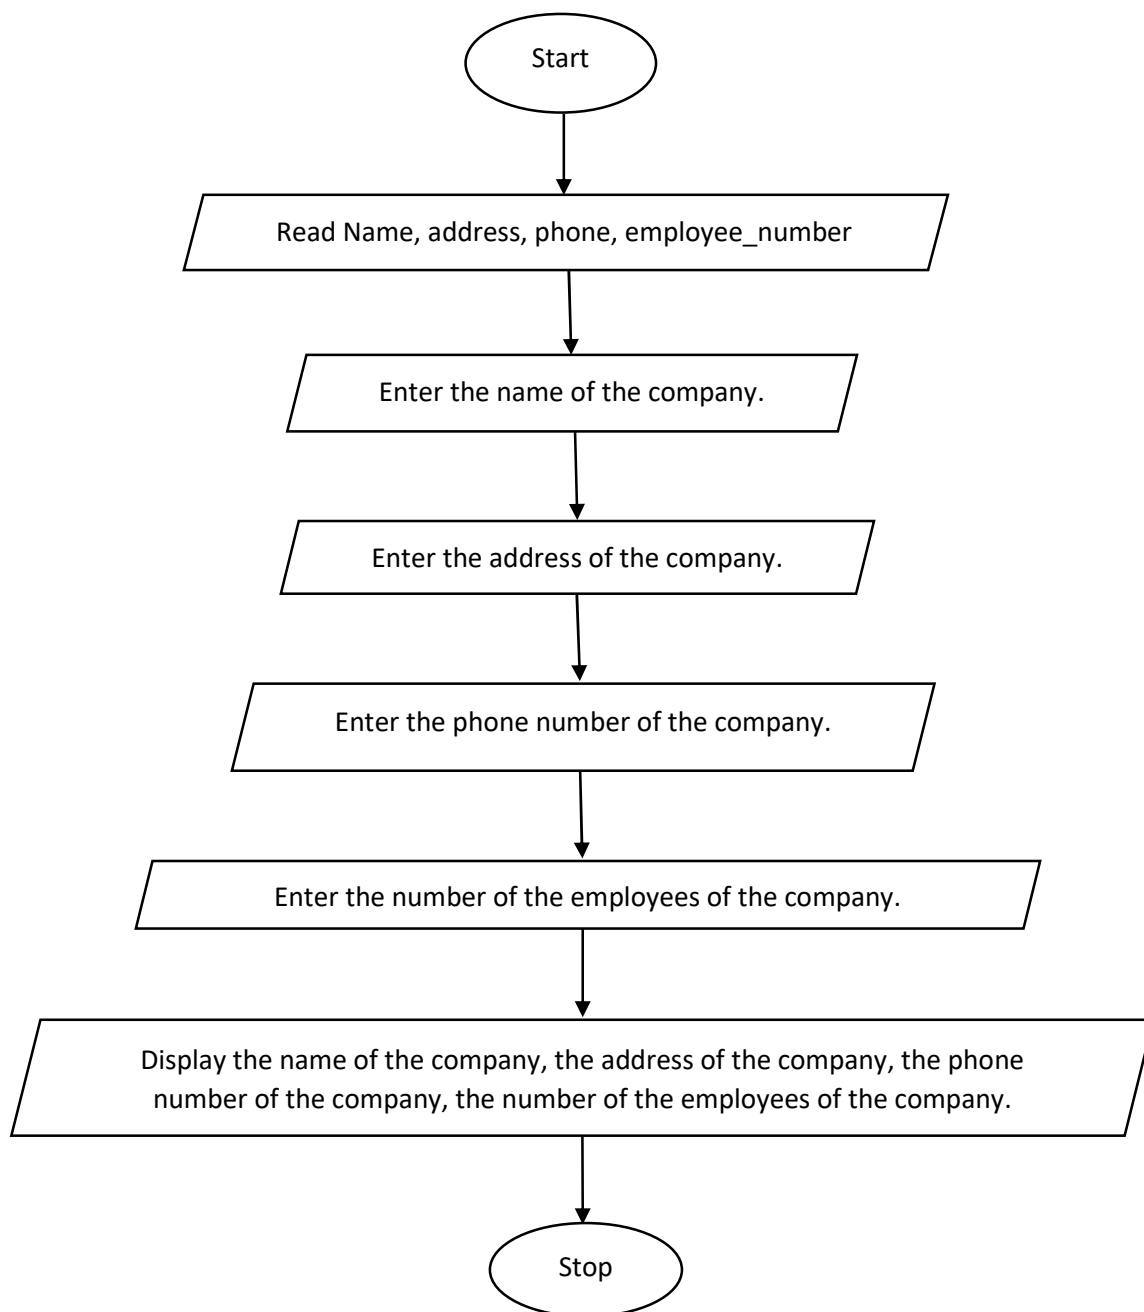 Start
Read Name, address, phone, employee_number
Enter the name of the company.
Enter the address of the company.
Enter the phone number of the company.
Enter the number of the employees of the company.
Display the name of the company, the address of the company, the phone
number of the company, the number of the employees of the company.
Stop